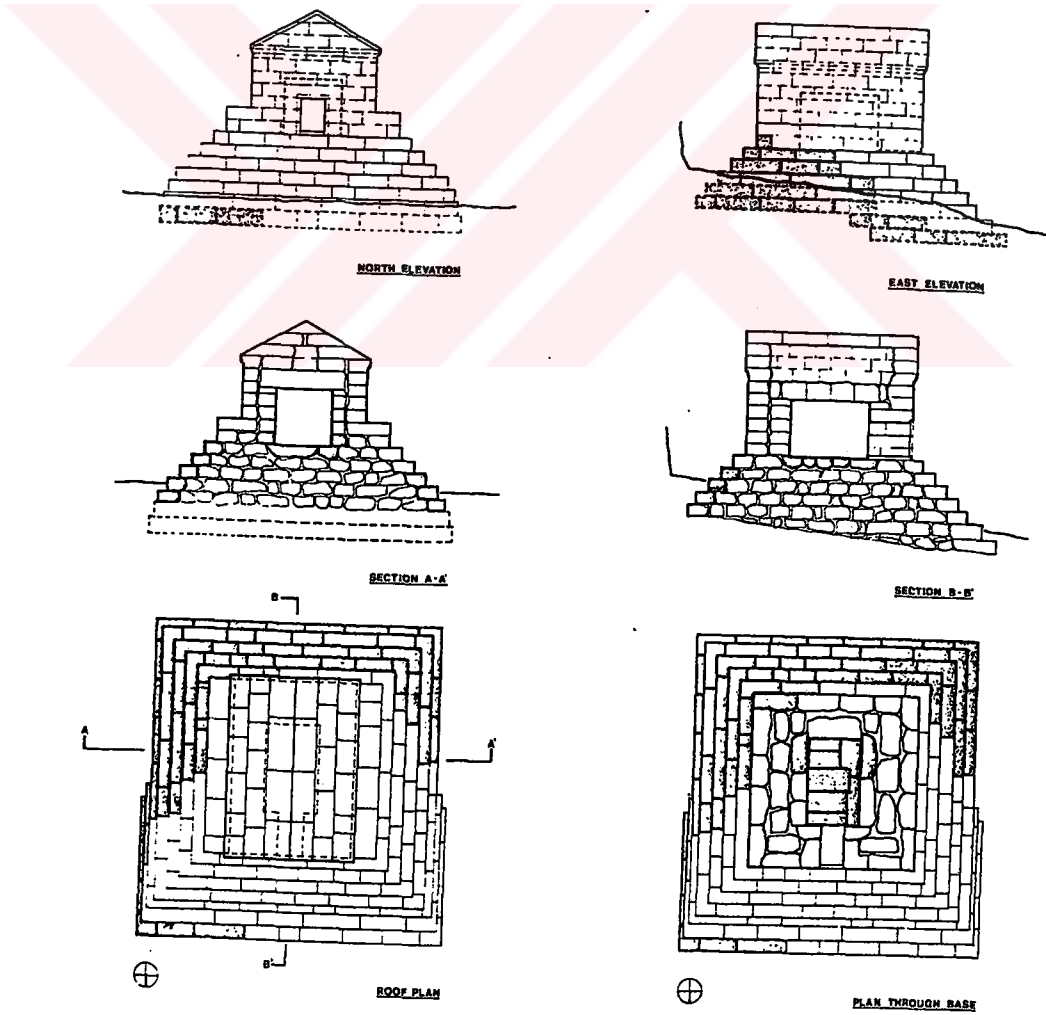 NORTH ELEVATION
EAST ELEVATION
SECTION A-A'
SECTION B-B'
B
A
A'
B'
ROOF PLAN
PLAN THROUGH BASE